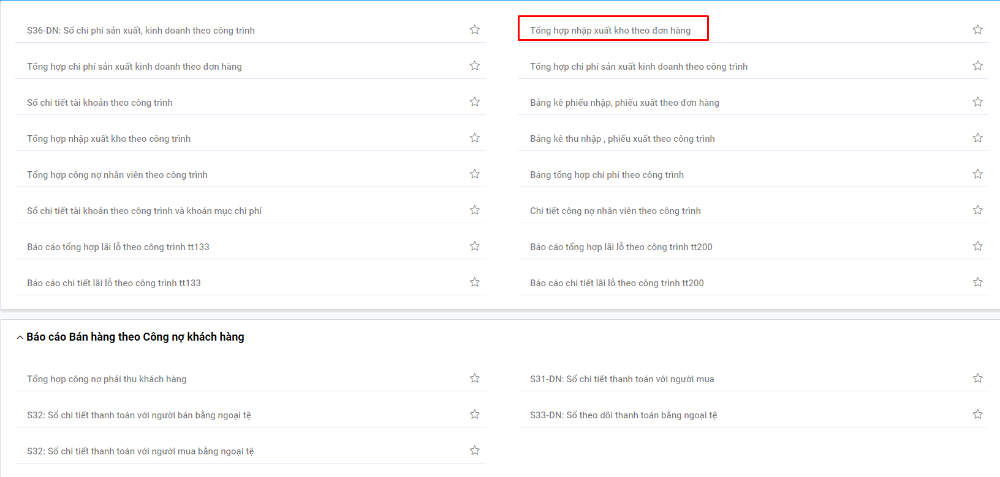 S36-DN: Sổ chi phí sản xuất, kinh doanh theo công trình
Tổng hợp nhập xuất kho theo đơn hàng
Tổng hợp chi phí sản xuất kinh doanh theo đơn hàng
Tổng hợp chi phí sản xuất kinh doanh theo công trình
Sổ chi tiết tài khoản theo công trình
Bảng kê phiếu nhập, phiếu xuất theo đơn hàng
Tổng hợp nhập xuất kho theo công trình
Bảng kê thu nhập , phiếu xuất theo công trình
Tổng hợp công nợ nhân viên theo công trình
Bảng tổng hợp chi phí theo công trình
Sổ chi tiết tài khoản theo công trình và khoản mục chi phí
Chi tiết công nợ nhân viên theo công trình
Báo cáo tổng hợp lãi lỗ theo công trình tt133
Báo cáo tổng hợp lãi lỗ theo công trình tt200
Báo cáo chi tiết lãi lỗ theo công trình tt133
Báo cáo chi tiết lãi lỗ theo công trình tt200
Báo cáo Bán hàng theo Công nợ khách hàng
Tổng hợp công nợ phải thu khách hàng
S31-DN: Sổ chi tiết thanh toán với người mua
S32: Sổ chi tiết thanh toán với người bán bằng ngoại tệ
S33-DN: Sổ theo dõi thanh toán bằng ngoại tệ
S32: Sổ chi tiết thanh toán với người mua bằng ngoại tệ